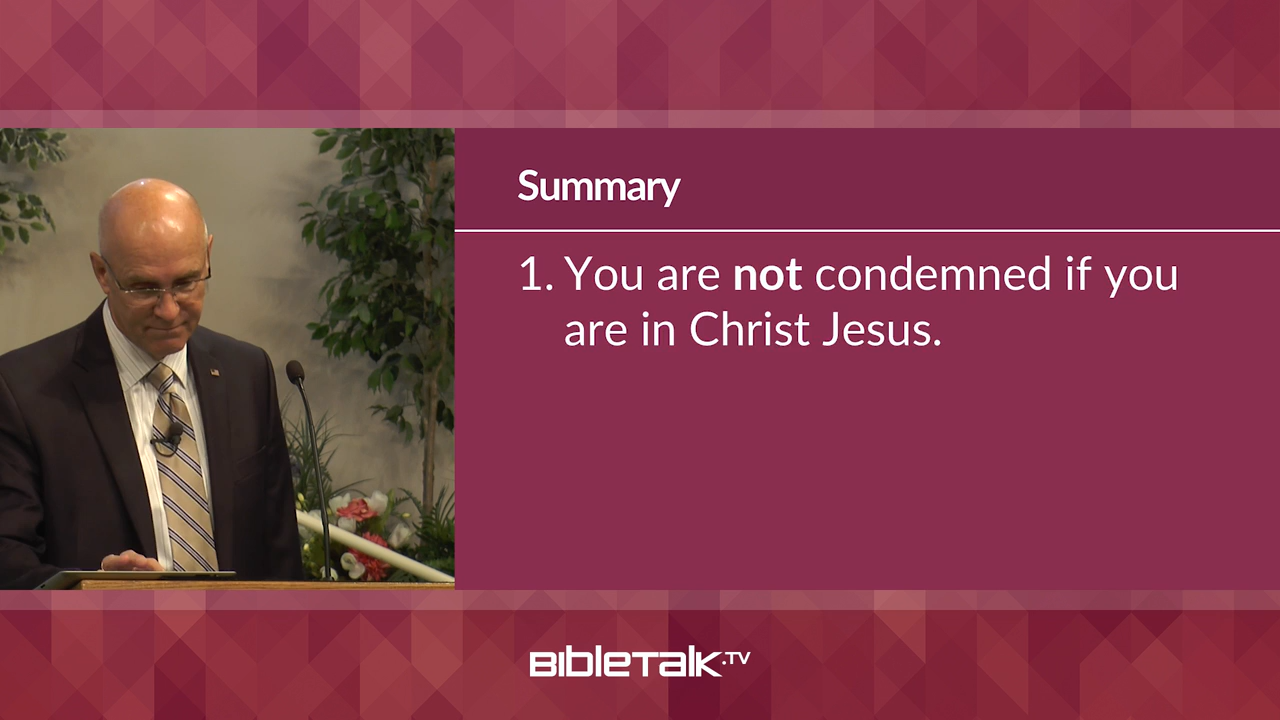 Summary
1. You are not condemned if you
are in Christ Jesus.
BibleTalk.TV